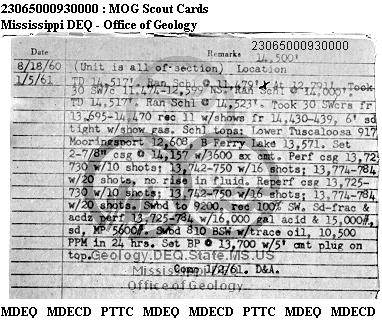 23065000930000 : MOG Scout Cards
Mississippi DEQ - Office of Geology
23065000930000
Date Remarks 14,500'
8/18/60 (Unit is all of section) Location
1/5/61 TD 14,517'. Ran Schl @ 12,791'. Took
30 SW's 11,474-12,599 NS. Ran Schl @ 14,000'.
TD 14,517'. Ran Schl @ 14,523'. Took 30 SWcrs fr
13,695-14,470 rec 11 w/shows fr 14,430-439, 6' sd
tight w/show gas. Schl tops: Lower Tuscaloosa 917
Mooringsport 12,608, B Ferry Lake 13,571. Set
2-7/8" csg @ 14,157 w/3600 sx cmt. Perf csg 13,72
730 w/10 shots; 13,742-750 w/16 shots; 13,774-784
w/20 shots, no rise in fluid. Reperf csg 13,725-
730 w/10 shots; 13,742-750 w/16 shots; 13,774-784
w/20 shots. Swbd to 9200. rec 100% SW. Sd-frac &
acdz perf 13,725-784 w/16,000 gal acid & 15,000#,
sd, MP 5600#. Swbd 810 BSW w/trace oil, 10,500
PPM in 24 hrs. Set BP @ 13,700 w/5' cmt plug on
top.
Geology.DEQ.State.MS.US
Comp 1/2/61. D&A.
Mississippi
Office of Geology
MDEQ MDECD PTTC MDEQ MDECD PTTC MDEQ MDECD